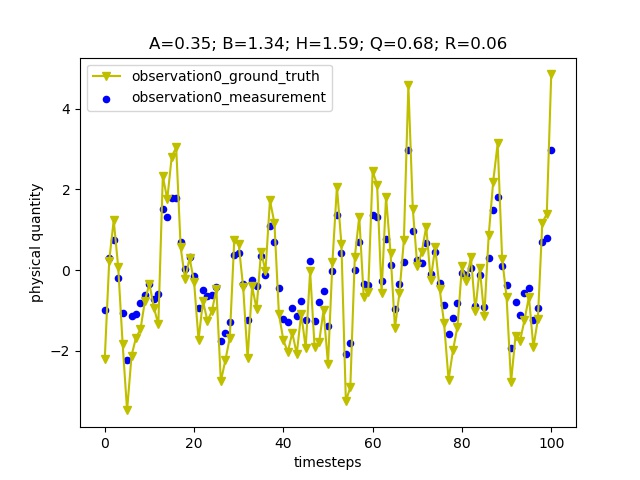 A=0.35; B=1.34; H=1.59; Q=0.68; R=0.06
observation0_ground_truth
observation0_measurement
physical quantity
4
2
0
−2
0
20
40
60
80
100
timesteps